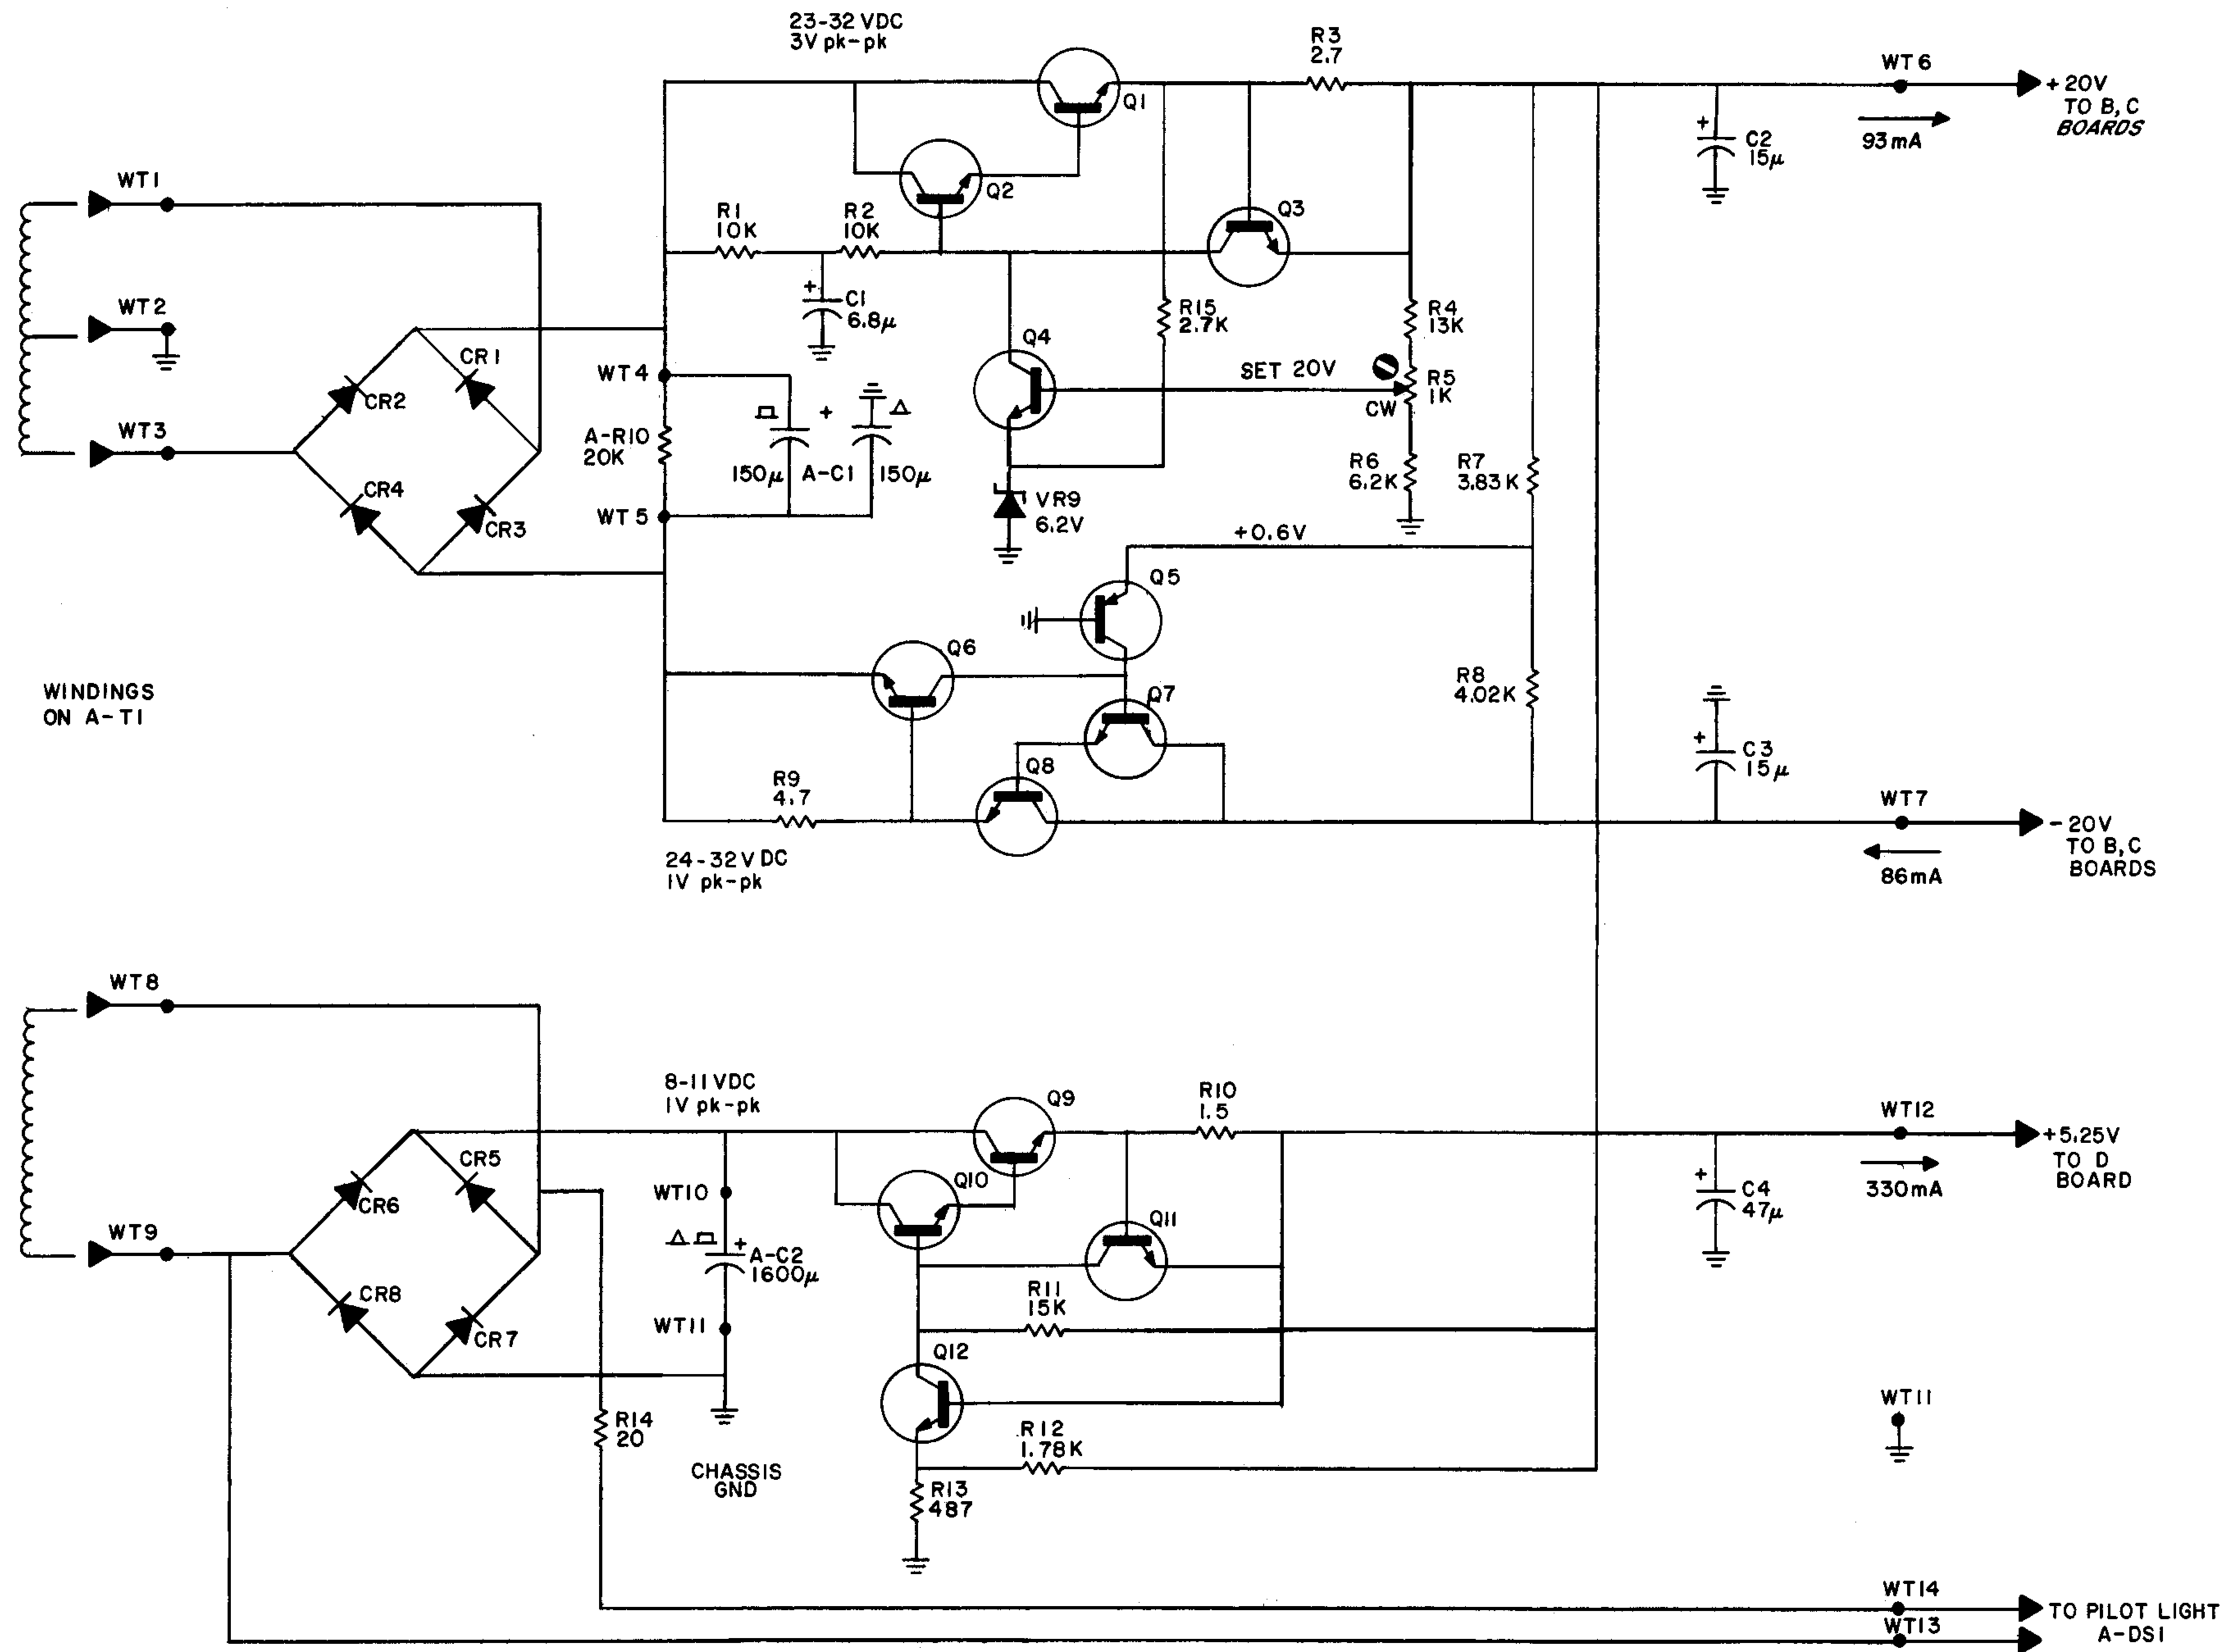 23-32 VDC
3V pk-pk
R3
2.7
WT6
+20V
TO B, C
BOARDS
93mA
Q1
+
C2
15μ
Q2
WT1
R1
10K
R2
10K
Q3
WT2
+
C1
6.8μ
R15
2.7K
R4
13K
Q4
CR1
WT4
SET 20V
R5
1K
CW
CR2
+
Δ
WT3
A-R10
20K
150μ
A-C1
150μ
R6
6.2K
R7
3.83K
CR4
VR9
6.2V
WT5
CR3
+0.6V
Q5
Q6
WINDINGS
ON A-T1
Q7
R8
4.02K
+
C3
15μ
Q8
R9
4.7
WT7
-20V
TO B, C
BOARDS
24-32V DC
1V pk-pk
86mA
WT8
8-11VDC
1V pk-pk
Q9
R10
1.5
WT12
+5.25V
TO D
BOARD
CR5
Q10
+
330mA
CR6
WT10
C4
47μ
Q11
WT9
Δ
+
A-C2
1600μ
CR8
R11
15K
WT11
CR7
Q12
WT11
R14
20
R12
1.78K
CHASSIS
GND
R13
487
WT14
TO PILOT LIGHT
WT13
A-DS1